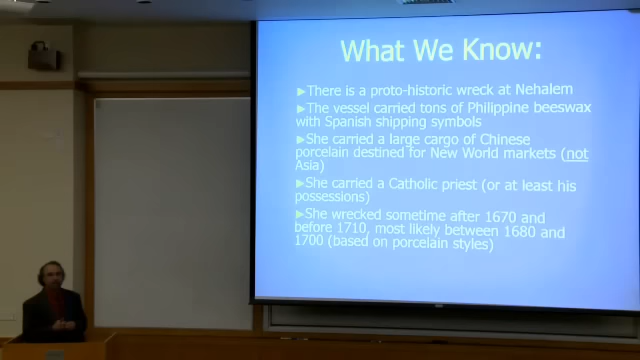 What We Know:
►There is a proto-historic wreck at Nehalem
►The vessel carried tons of Philippine beeswax
with Spanish shipping symbols
►She carried a large cargo of Chinese
porcelain destined for New World markets (not
Asia)
►She carried a Catholic priest (or at least his
possessions)
►She wrecked sometime after 1670 and
before 1710, most likely between 1680 and
1700 (based on porcelain styles)